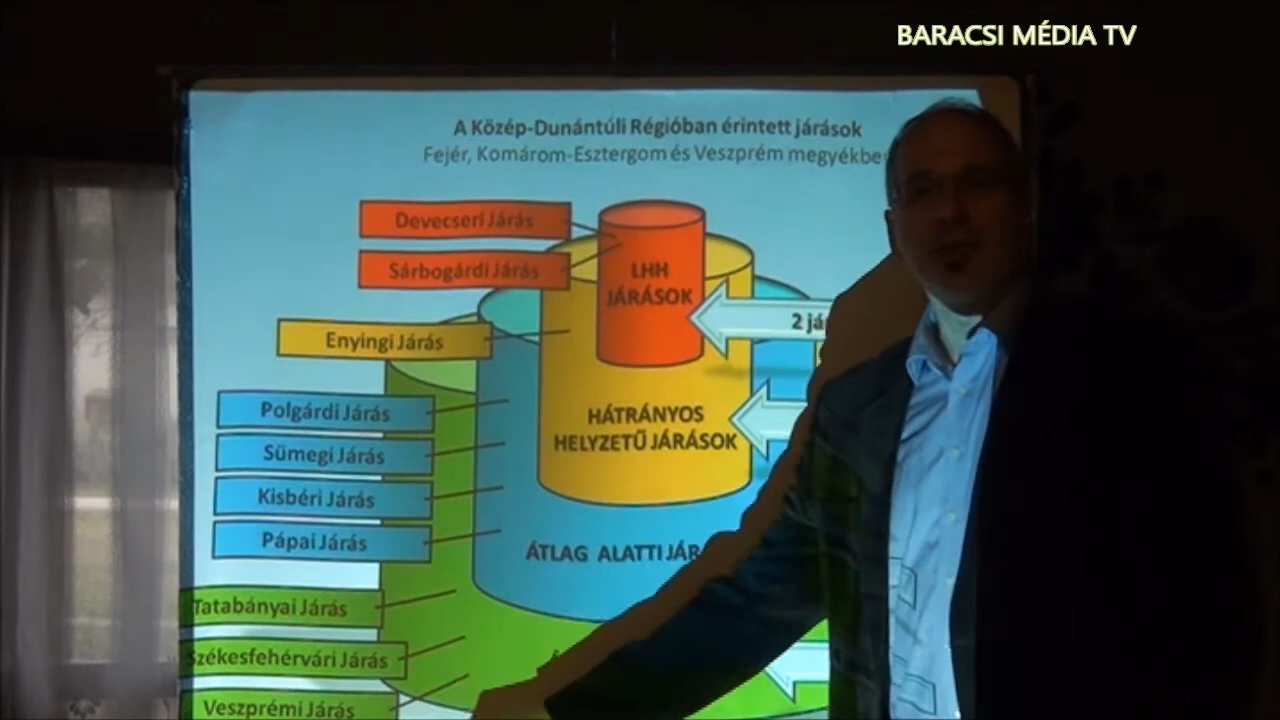 BARACSI MÉDIA TV
A Közép-Dunántúli Régióban érintett járások
Fejér, Komárom-Esztergom és Veszprém
Devecseri Járás
Sárbogárdi Járás
LHH
JÁRÁSOK
2
Enyingi Járás
HÁTRÁNYOS
HELYZETŰ JÁRÁSOK
Polgárdi Járás
Sümegi Járás
Kisbéri Járás
Pápai Járás
ÁTLAG ALATTI
Tatabányai Járás
Székesfehérvári Járás
Veszprémi Járás